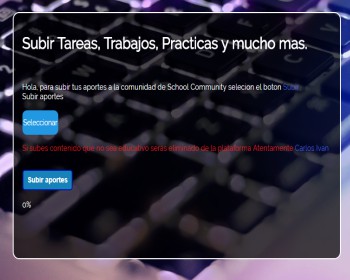 Subir Tareas, Trabajos, Practicas y mucho mas.
Hola, para subir tus aportes a la comunidad de School Community selecion el boton Subir
Subir aportes
Seleccionar
Si subes contenido que no sea educativo serás eliminado de la plataforma Atentamente Carlos Ivan
Subir aportes
0%